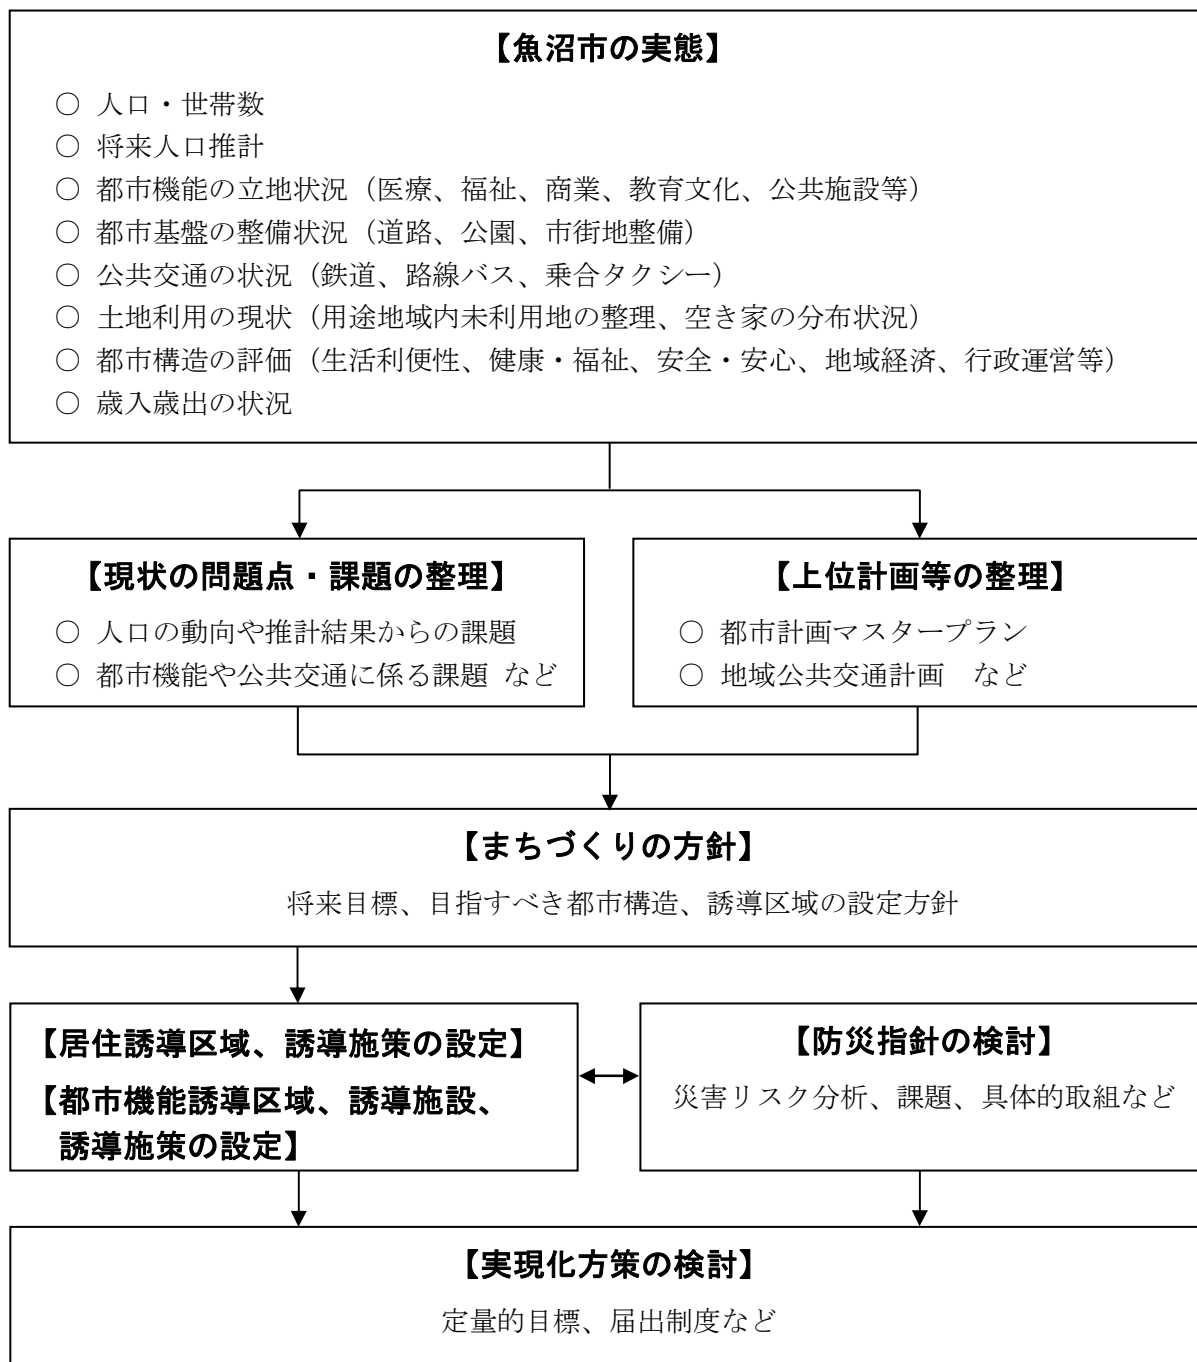 【魚沼市の実態】
○ 人口・世帯数
○ 将来人口推計
○ 都市機能の立地状況（医療、福祉、商業、教育文化、公共施設等）
○ 都市基盤の整備状況（道路、公園、市街地整備）
○ 公共交通の状況（鉄道、路線バス、乗合タクシー）
○ 土地利用の現状（用途地域内未利用地の整理、空き家の分布状況）
○ 都市構造の評価（生活利便性、健康・福祉、安全・安心、地域経済、行政運営等）
○ 歳入歳出の状況
【現状の問題点・課題の整理】
○ 人口の動向や推計結果からの課題
○ 都市機能や公共交通に係る課題 など
【上位計画等の整理】
○ 都市計画マスタープラン
○ 地域公共交通計画　など
【まちづくりの方針】
将来目標、目指すべき都市構造、誘導区域の設定方針
【居住誘導区域、誘導施策の設定】
【都市機能誘導区域、誘導施設、
誘導施策の設定】
【防災指針の検討】
災害リスク分析、課題、具体的取組など
【実現化方策の検討】
定量的目標、届出制度など